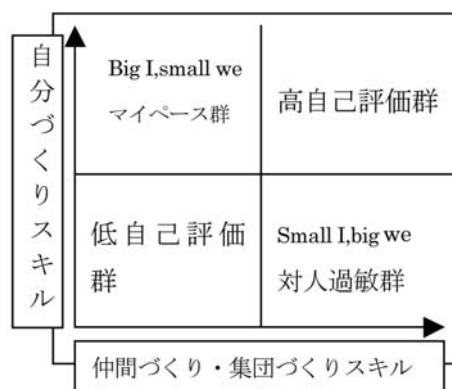 自分づくりスキル
Big I,small we
マイペース群
高自己評価群
低自己評価
群
Small I,big we
対人過敏群
仲間づくり・集団づくりスキル